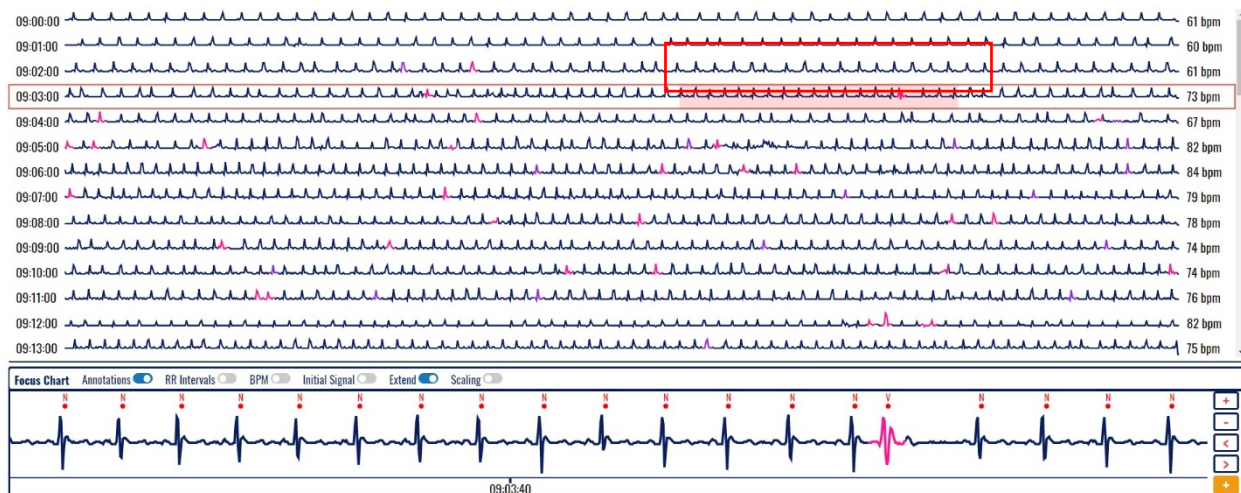 09:00:00 61 bpm
09:01:00 60 bpm
09:02:00 61 bpm
09:03:00 73 bpm
09:04:00 67 bpm
09:05:00 82 bpm
09:06:00 84 bpm
09:07:00 79 bpm
09:08:00 78 bpm
09:09:00 74 bpm
09:10:00 74 bpm
09:11:00 76 bpm
09:12:00 82 bpm
09:13:00 75 bpm
Focus Chart Annotations RR Intervals BPM Initial Signal Extend Scaling
N N N N N N N N N N N N N N V N N N N
+
-
<
>
+
09:03:40